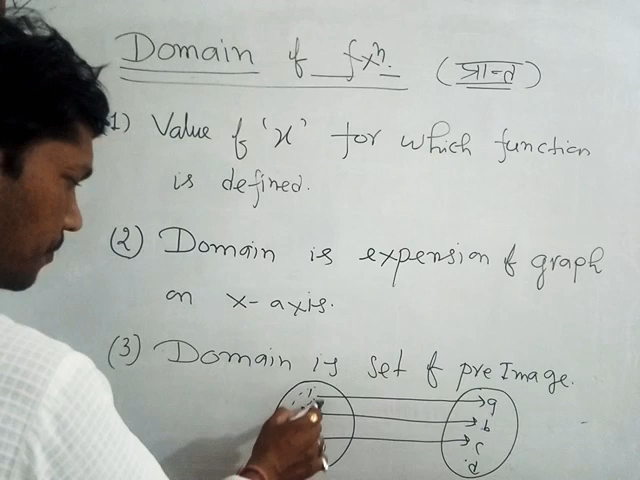 Domain of fxn. (प्रान्त)
1) Value of 'x' for which function
is defined.
(2) Domain is expension of graph
on x-axis.
(3) Domain is set of pre Image.